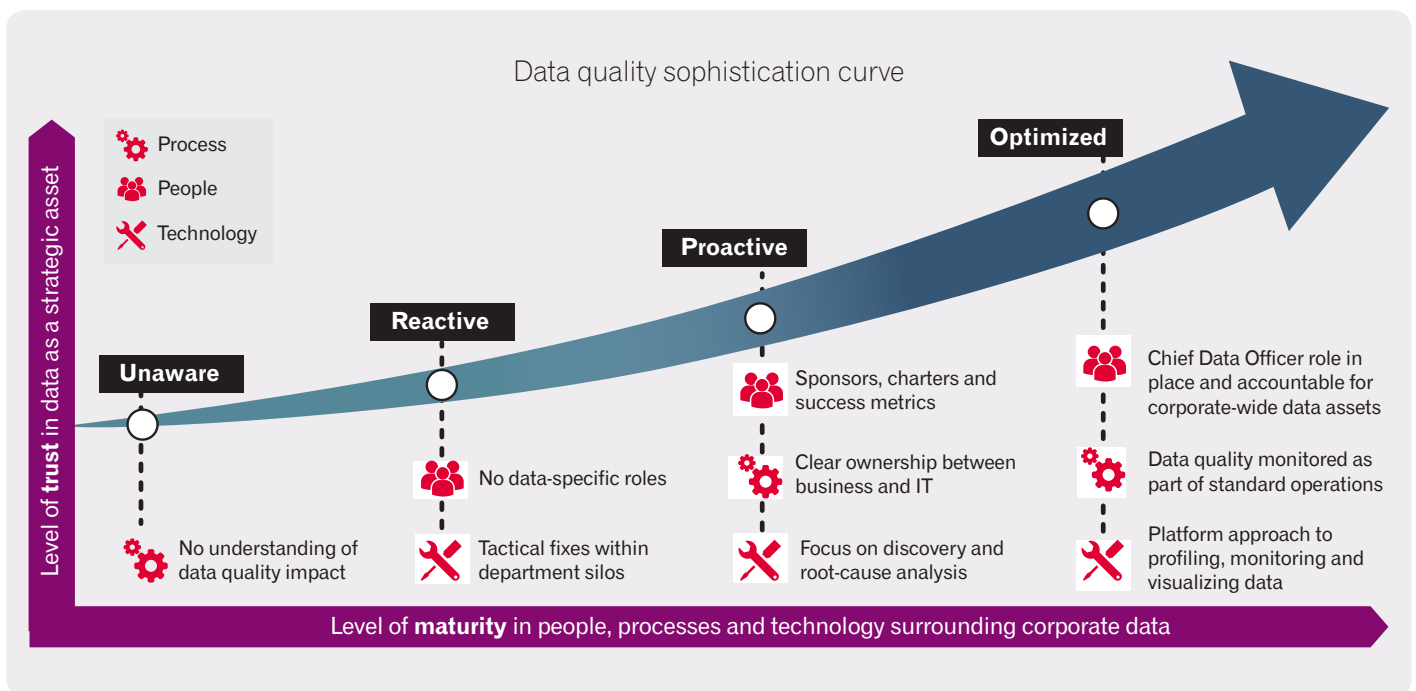 Data quality sophistication curve
Process
People
Technology
Level of trust in data as a strategic asset
Unaware
No understanding of
data quality impact
Reactive
No data-specific roles
Tactical fixes within
department silos
Proactive
Sponsors, charters and
success metrics
Clear ownership between
business and IT
Focus on discovery and
root-cause analysis
Optimized
Chief Data Officer role in
place and accountable for
corporate-wide data assets
Data quality monitored as
part of standard operations
Platform approach to
profiling, monitoring and
visualizing data
Level of maturity in people, processes and technology surrounding corporate data